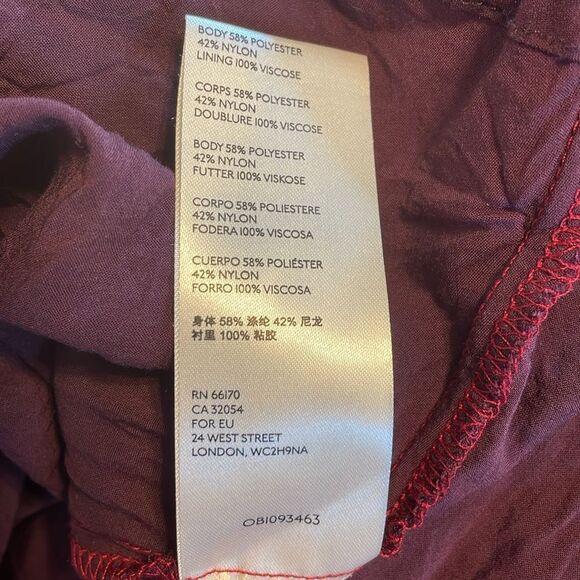 BODY 58% POLYESTER
42% NYLON
LINING 100% VISCOSE
CORPS 58% POLYESTER
42% NYLON
DOUBLURE 100% VISCOSE
BODY 58% POLYESTER
42% NYLON
FUTTER 100% VISKOSE
CORPO 58% POLIESTERE
42% NYLON
FODERA 100% VISCOSA
CUERPO 58% POLIÉSTER
42% NYLON
FORRO 100% VISCOSA
身体 58% 涤纶 42% 尼龙
衬里 100% 粘胶
RN 66170
CA 32054
FOR EU
24 WEST STREET
LONDON, WC2H9NA
OB1093463